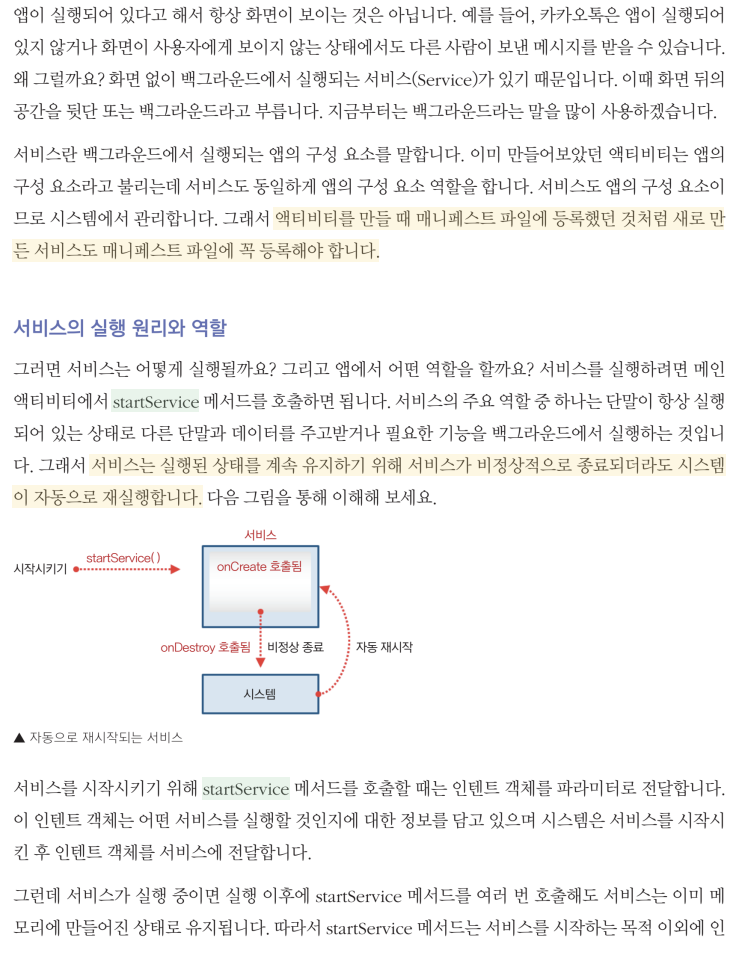 앱이 실행되어 있다고 해서 항상 화면이 보이는 것은 아닙니다. 예를 들어, 카카오톡은 앱이 실행되어
있지 않거나 화면이 사용자에게 보이지 않는 상태에서도 다른 사람이 보낸 메시지를 받을 수 있습니다.
왜 그럴까요? 화면 없이 백그라운드에서 실행되는 서비스(Service)가 있기 때문입니다. 이때 화면 뒤의
공간을 뒷단 또는 백그라운드라고 부릅니다. 지금부터는 백그라운드라는 말을 많이 사용하겠습니다.
서비스란 백그라운드에서 실행되는 앱의 구성 요소를 말합니다. 이미 만들어보았던 액티비티는 앱의
구성 요소라고 불리는데 서비스도 동일하게 앱의 구성 요소 역할을 합니다. 서비스도 앱의 구성 요소이
므로 시스템에서 관리합니다. 그래서 액티비티를 만들 때 매니페스트 파일에 등록했던 것처럼 새로 만
든 서비스도 매니페스트 파일에 꼭 등록해야 합니다.
서비스의 실행 원리와 역할
그러면 서비스는 어떻게 실행될까요? 그리고 앱에서 어떤 역할을 할까요? 서비스를 실행하려면 메인
액티비티에서 startService 메서드를 호출하면 됩니다. 서비스의 주요 역할 중 하나는 단말이 항상 실행
되어 있는 상태로 다른 단말과 데이터를 주고받거나 필요한 기능을 백그라운드에서 실행하는 것입니
다. 그래서 서비스는 실행된 상태를 계속 유지하기 위해 서비스가 비정상적으로 종료되더라도 시스템
이 자동으로 재실행합니다. 다음 그림을 통해 이해해 보세요.
서비스
시작시키기
startService( )
onCreate 호출됨
onDestroy 호출됨
비정상 종료
자동 재시작
시스템
▲ 자동으로 재시작되는 서비스
서비스를 시작시키기 위해 startService 메서드를 호출할 때는 인텐트 객체를 파라미터로 전달합니다.
이 인텐트 객체는 어떤 서비스를 실행할 것인지에 대한 정보를 담고 있으며 시스템은 서비스를 시작시
킨 후 인텐트 객체를 서비스에 전달합니다.
그런데 서비스가 실행 중이면 실행 이후에 startService 메서드를 여러 번 호출해도 서비스는 이미 메
모리에 만들어진 상태로 유지됩니다. 따라서 startService 메서드는 서비스를 시작하는 목적 이외에 인